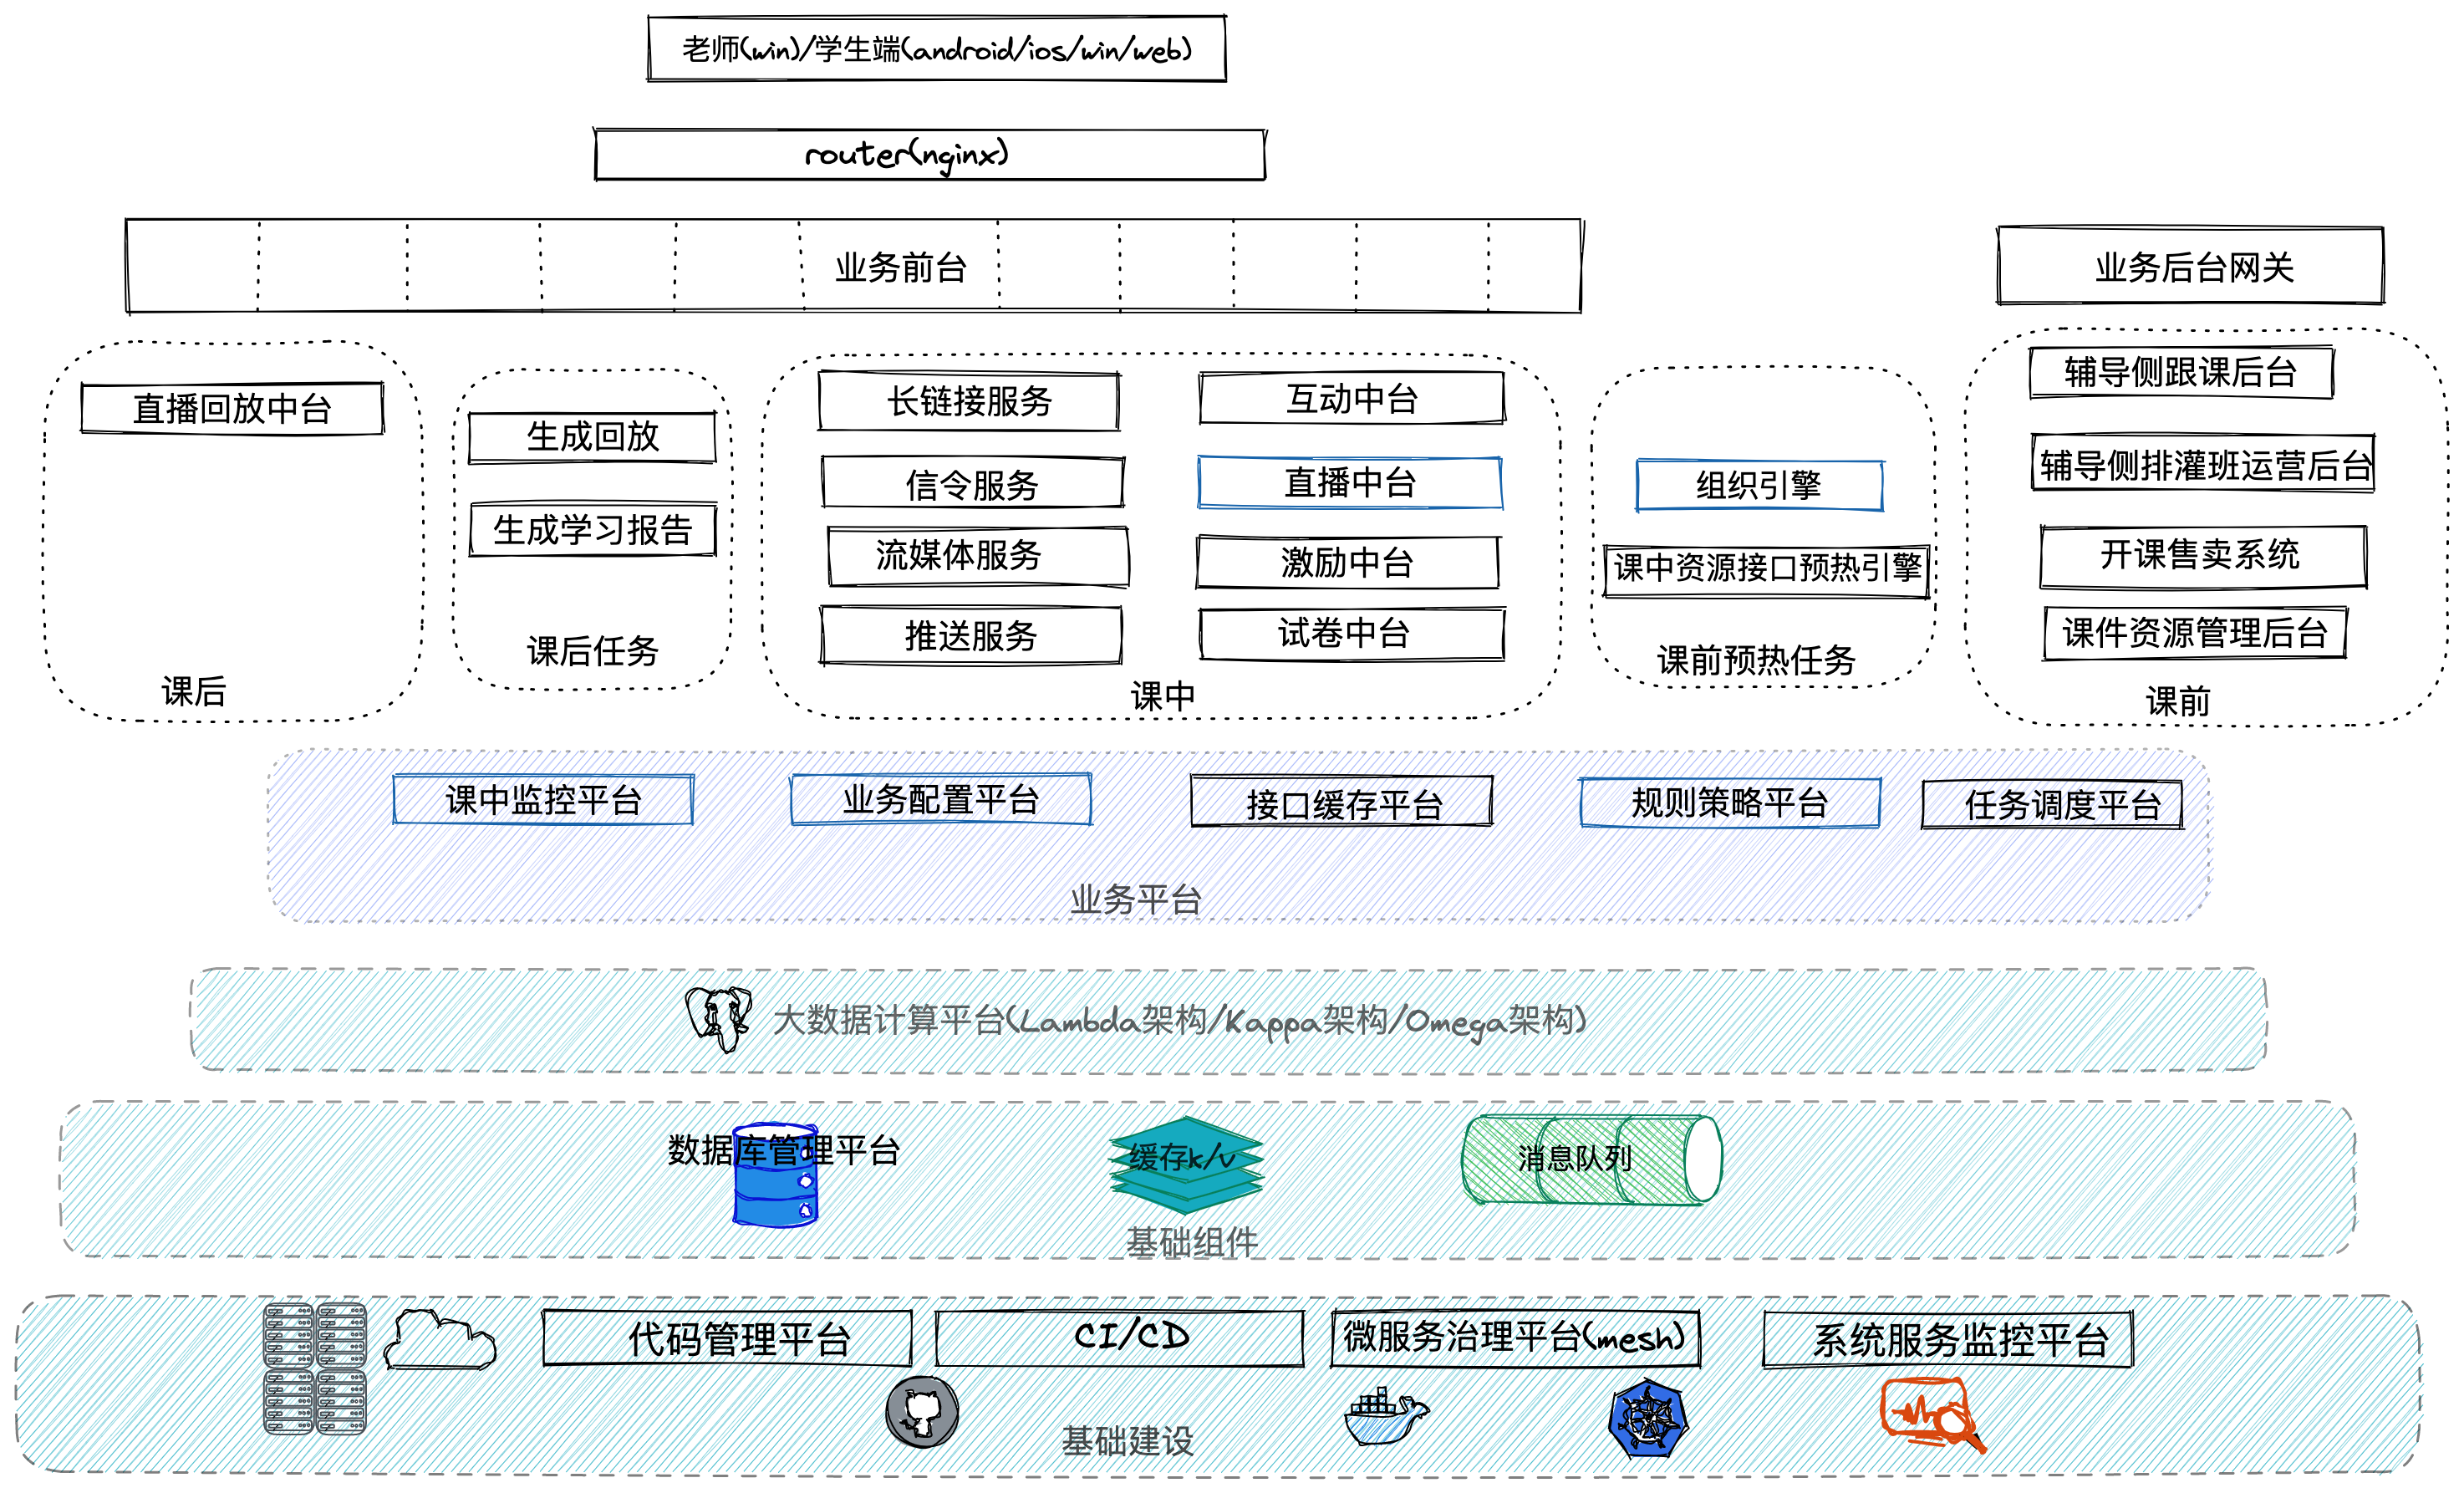 老师(win)/学生端(android/ios/win/web)
router(nginx)
业务前台
业务后台网关
直播回放中台
课后
生成回放
生成学习报告
课后任务
长链接服务
互动中台
信令服务
直播中台
流媒体服务
激励中台
推送服务
试卷中台
课中
组织引擎
课中资源接口预热引擎
课前预热任务
辅导侧跟课后台
辅导侧排灌班运营后台
开课售卖系统
课件资源管理后台
课前
课中监控平台
业务配置平台
接口缓存平台
规则策略平台
任务调度平台
业务平台
大数据计算平台(Lambda架构/Kappa架构/Omega架构)
数据库管理平台
缓存k/v
消息队列
基础组件
代码管理平台
CI/CD
微服务治理平台(mesh)
系统服务监控平台
基础建设